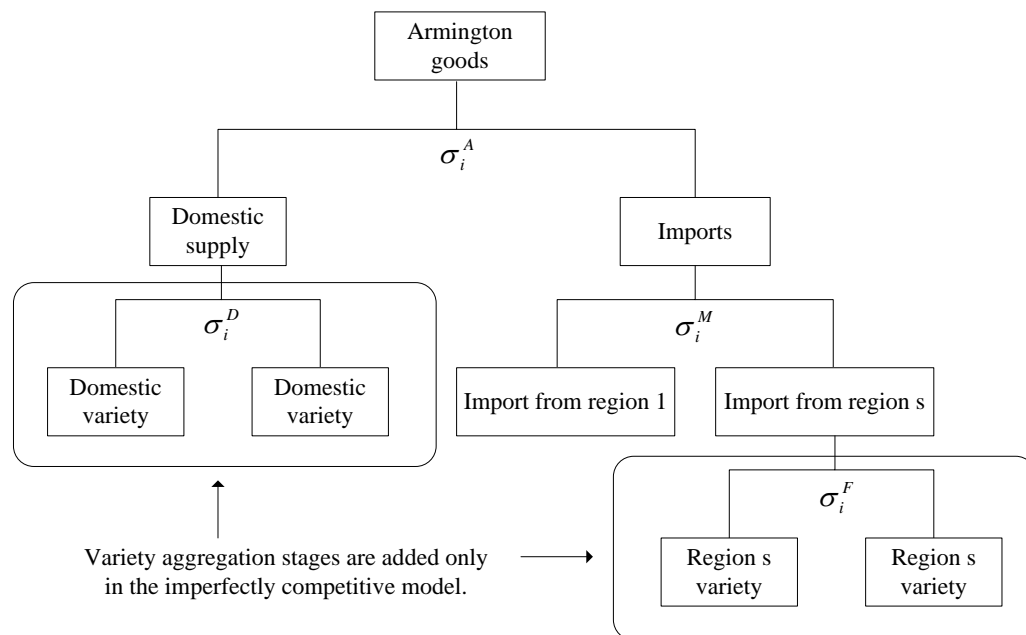 Armington
goods
σ_i^A
Domestic
supply
Imports
σ_i^D
σ_i^M
Domestic
variety
Domestic
variety
Import from region 1
Import from region s
σ_i^F
Variety aggregation stages are added only
in the imperfectly competitive model.
Region s
variety
Region s
variety